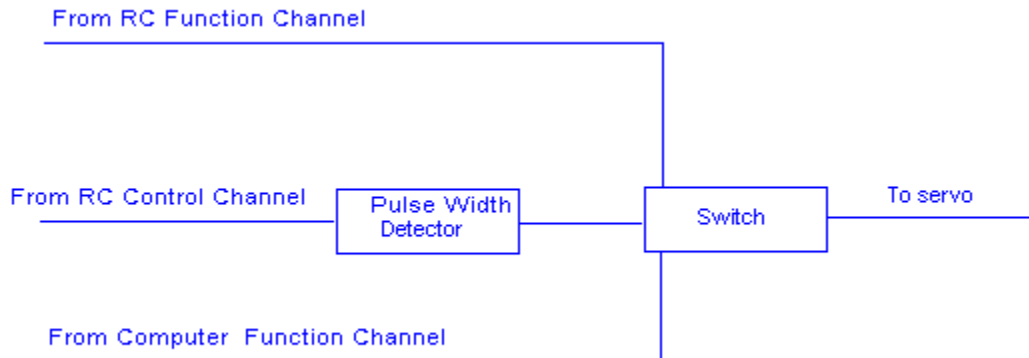 From RC Function Channel
From RC Control Channel
Pulse Width
Detector
Switch
To servo
From Computer Function Channel